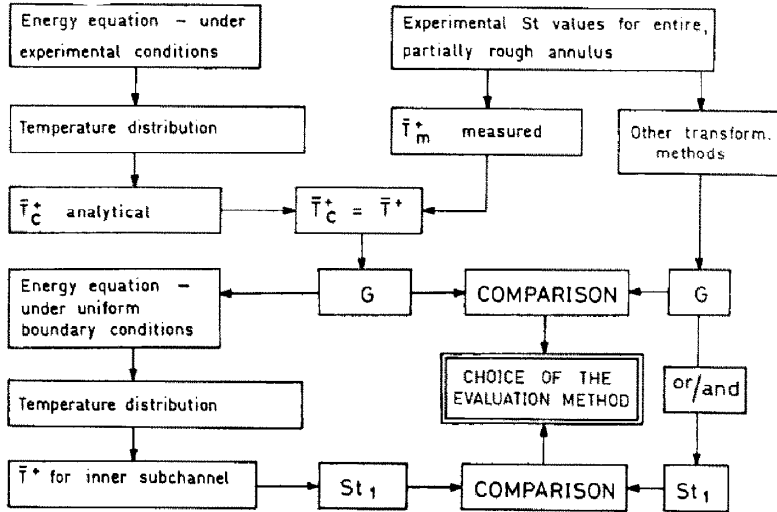 Energy equation – under
experimental conditions
Experimental St values for entire,
partially rough annulus
Temperature distribution
T̄⁺m measured
Other transform.
methods
T̄⁺c analytical
T̄⁺c = T̄⁺
Energy equation –
under uniform
boundary conditions
G
COMPARISON
G
CHOICE OF THE
EVALUATION METHOD
or/and
Temperature distribution
T̄⁺ for inner subchannel
St₁
COMPARISON
St₁